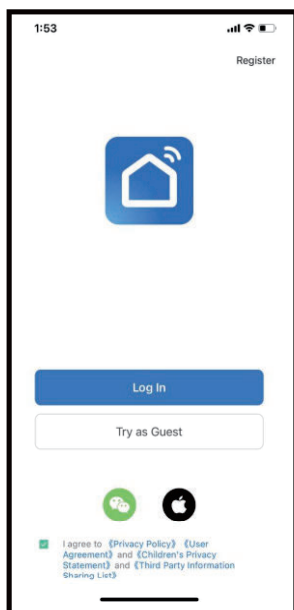 1:53
Register
Log In
Try as Guest
I agree to 《Privacy Policy》 《User
Agreement》 and 《Children's Privacy
Statement》 and 《Third Party Information
Sharing List》